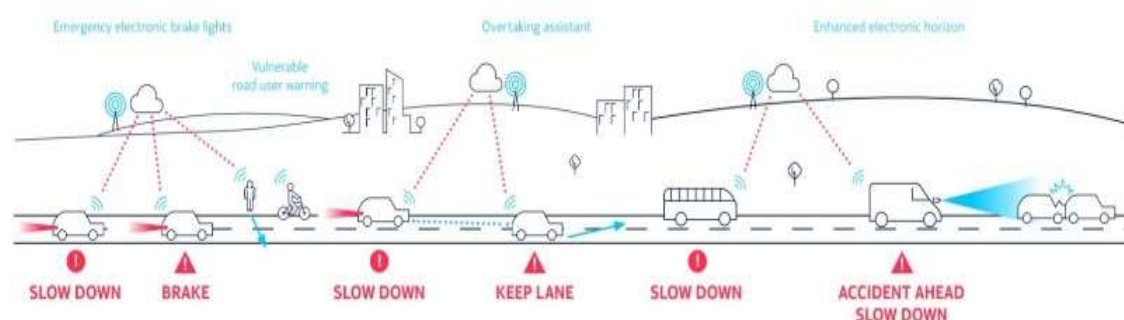 Emergency electronic brake lights
Overtaking assistant
Enhanced electronic horizon
Vulnerable
road user warning
SLOW DOWN
BRAKE
SLOW DOWN
KEEP LANE
SLOW DOWN
ACCIDENT AHEAD
SLOW DOWN